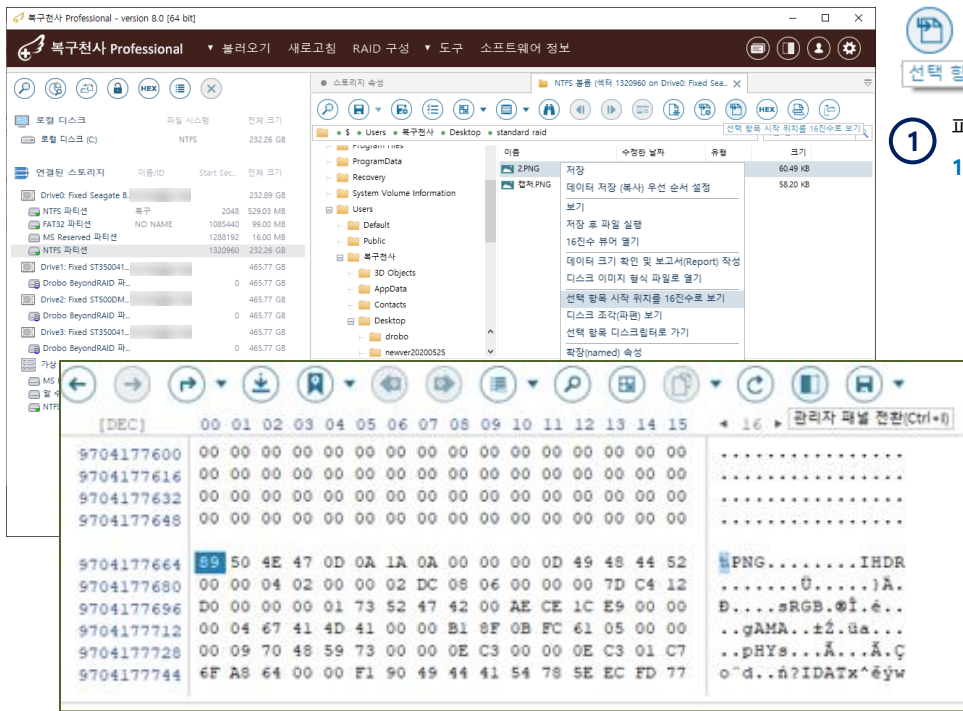 복구천사 Professional - version 8.0 [64 bit]
복구천사 Professional ▼ 불러오기 새로고침 RAID 구성 ▼ 도구 소프트웨어 정보
HEX
로컬 디스크 파일 시스템 전체 크기
로컬 디스크 (C) NTFS 232.26 GB
연결된 스토리지 이름/ID Start Sec... 전체 크기
Drive0: Fixed Seagate B... 232.89 GB
NTFS 파티션 복구 2048 529.03 MB
FAT32 파티션 NO NAME 1085440 99.00 MB
MS Reserved 파티션 1288192 16.00 MB
NTFS 파티션 1320960 232.26 GB
Drive1: Fixed ST350041... 465.77 GB
Drobo BeyondRAID 파... 0 465.77 GB
Drive2: Fixed ST500DM... 465.77 GB
Drobo BeyondRAID 파... 0 465.77 GB
Drive3: Fixed ST350041... 465.77 GB
Drobo BeyondRAID 파... 0 465.77 GB
가상
MS
알 수
NTFS
스토리지 속성
NTFS 볼륨 (섹터 1320960 on Drive0: Fixed Sea...
HEX
선택 항목 시작 위치를 16진수로 보기
$ Users 복구천사 Desktop standard raid
Program Files
ProgramData
Recovery
System Volume Information
Users
Default
Public
복구천사
3D Objects
AppData
Contacts
Desktop
drobo
newver20200525
이름 수정한 날짜 유형 크기
2.PNG 60.49 KB
캡처.PNG 58.20 KB
저장
데이터 저장 (복사) 우선 순서 설정
보기
저장 후 파일 실행
16진수 뷰어 열기
데이터 크기 확인 및 보고서(Report) 작성
디스크 이미지 형식 파일로 열기
선택 항목 시작 위치를 16진수로 보기
디스크 조각(파편) 보기
선택 항목 디스크립터로 가기
확장(named) 속성
선택 항
1
1
관리자 패널 전환(Ctrl+I)
[DEC] 00 01 02 03 04 05 06 07 08 09 10 11 12 13 14 15 ◄ 16 ►
9704177600 00 00 00 00 00 00 00 00 00 00 00 00 00 00 00 00 ................
9704177616 00 00 00 00 00 00 00 00 00 00 00 00 00 00 00 00 ................
9704177632 00 00 00 00 00 00 00 00 00 00 00 00 00 00 00 00 ................
9704177648 00 00 00 00 00 00 00 00 00 00 00 00 00 00 00 00 ................
9704177664 89 50 4E 47 0D 0A 1A 0A 00 00 00 0D 49 48 44 52 ‰PNG........IHDR
9704177680 00 00 04 02 00 00 02 DC 08 06 00 00 00 7D C4 12 .......Ü.....}Ä.
9704177696 D0 00 00 00 01 73 52 47 42 00 AE CE 1C E9 00 00 Đ....sRGB.®Î.é..
9704177712 00 04 67 41 4D 41 00 00 B1 8F 0B FC 61 05 00 00 ..gAMA..±Ź.üa...
9704177728 00 09 70 48 59 73 00 00 0E C3 00 00 0E C3 01 C7 ..pHYs...Ă...Ă.Ç
9704177744 6F A8 64 00 00 F1 90 49 44 41 54 78 5E EC FD 77 o¨d..ń?IDATx^ěýw